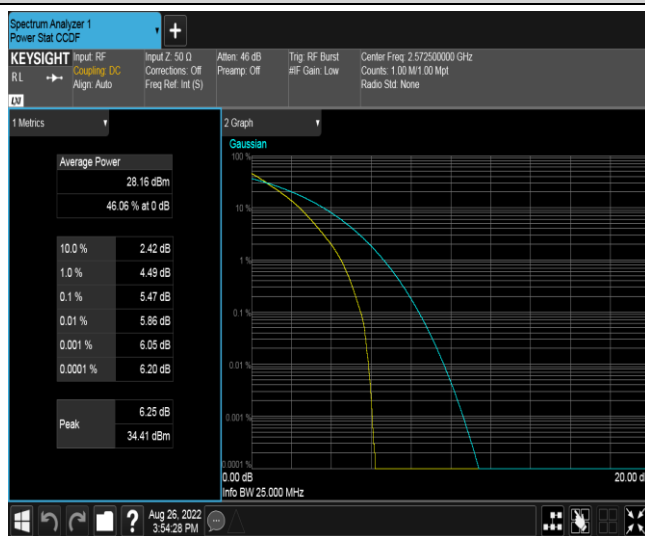 Spectrum Analyzer 1
Power Stat CCDF
+
KEYSIGHT
RL
LXI
Input: RF
Coupling: DC
Align: Auto
Input Z: 50 Ω
Corrections: Off
Freq Ref: Int (S)
Atten: 46 dB
Preamp: Off
Trig: RF Burst
#IF Gain: Low
Center Freq: 2.572500000 GHz
Counts: 1.00 M/1.00 Mpt
Radio Std: None
1 Metrics
Average Power
28.16 dBm
46.06 % at 0 dB
10.0 % 2.42 dB
1.0 % 4.49 dB
0.1 % 5.47 dB
0.01 % 5.86 dB
0.001 % 6.05 dB
0.0001 % 6.20 dB
Peak
6.25 dB
34.41 dBm
2 Graph
Gaussian
100 %
10 %
1 %
0.1 %
0.01 %
0.001 %
0.0001 %
0.00 dB
20.00 d
Info BW 25.000 MHz
?
Aug 26, 2022
3:54:28 PM